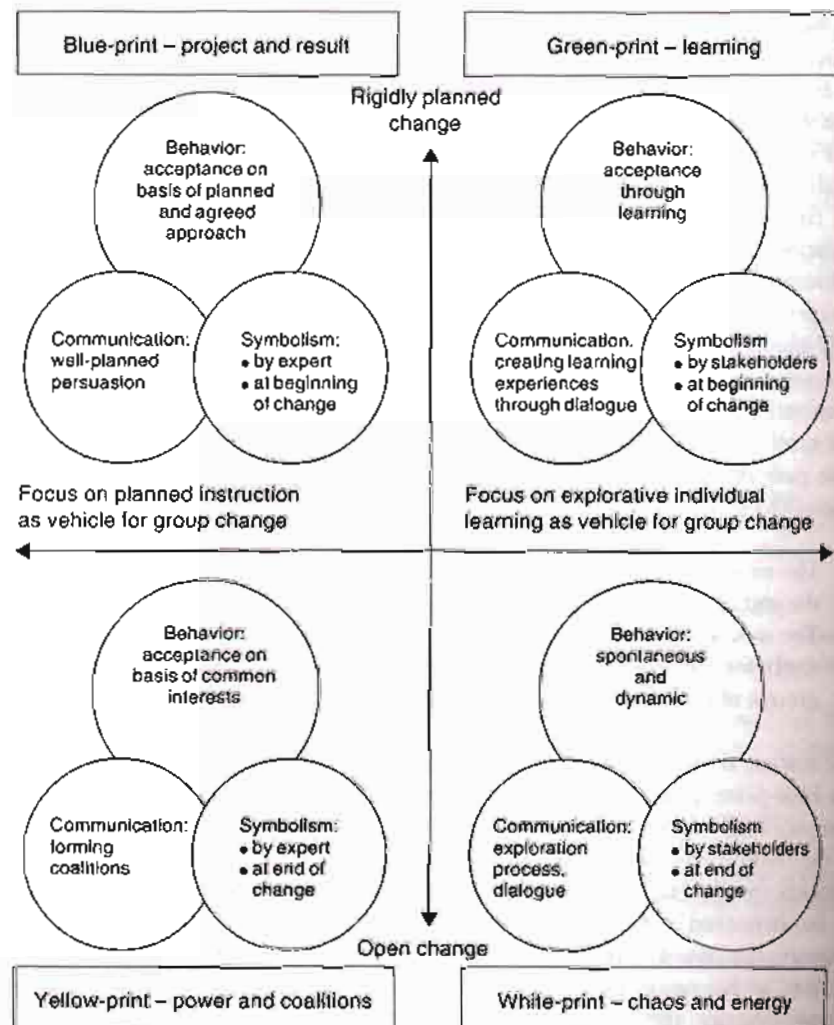 Blue-print – project and result
Green-print – learning
Rigidly planned
change
Behavior:
acceptance on
basis of planned
and agreed
approach
Communication:
well-planned
persuasion
Symbolism:
• by expert
• at beginning
of change
Behavior:
acceptance
through
learning
Communication.
creating learning
experiences
through dialogue
Symbolism
• by stakeholders
• at beginning
of change
Focus on planned instruction
as vehicle for group change
Focus on explorative individual
learning as vehicle for group change
Behavior:
acceptance on
basis of common
interests
Communication:
forming
coalitions
Symbolism:
• by expert
• at end of
change
Behavior:
spontaneous
and
dynamic
Communication:
exploration
process,
dialogue
Symbolism
• by stakeholders
• at end of
change
Open change
Yellow-print – power and coalitions
White-print – chaos and energy